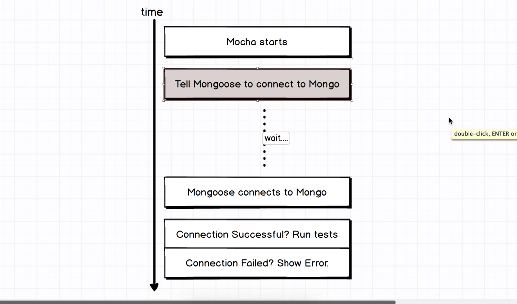 time
Mocha starts
Tell Mongoose to connect to Mongo
wait....
double-click, ENTER or
Mongoose connects to Mongo
Connection Successful? Run tests
Connection Failed? Show Error.